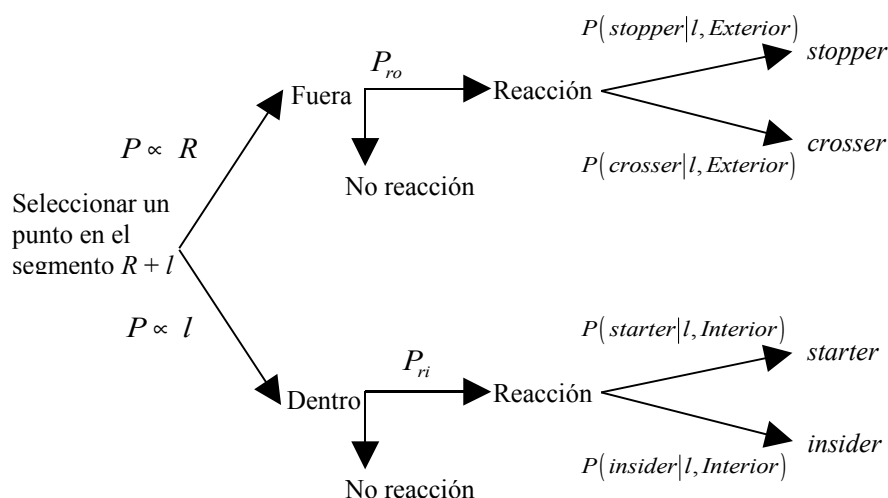 P( stopper|l, Exterior)
stopper
P_ro
Fuera
Reacción
P ∝ R
crosser
P( crosser|l, Exterior)
No reacción
Seleccionar un
punto en el
segmento R + l
P ∝ l
P( starter|l, Interior)
starter
P_ri
Dentro
Reacción
insider
P( insider|l, Interior)
No reacción